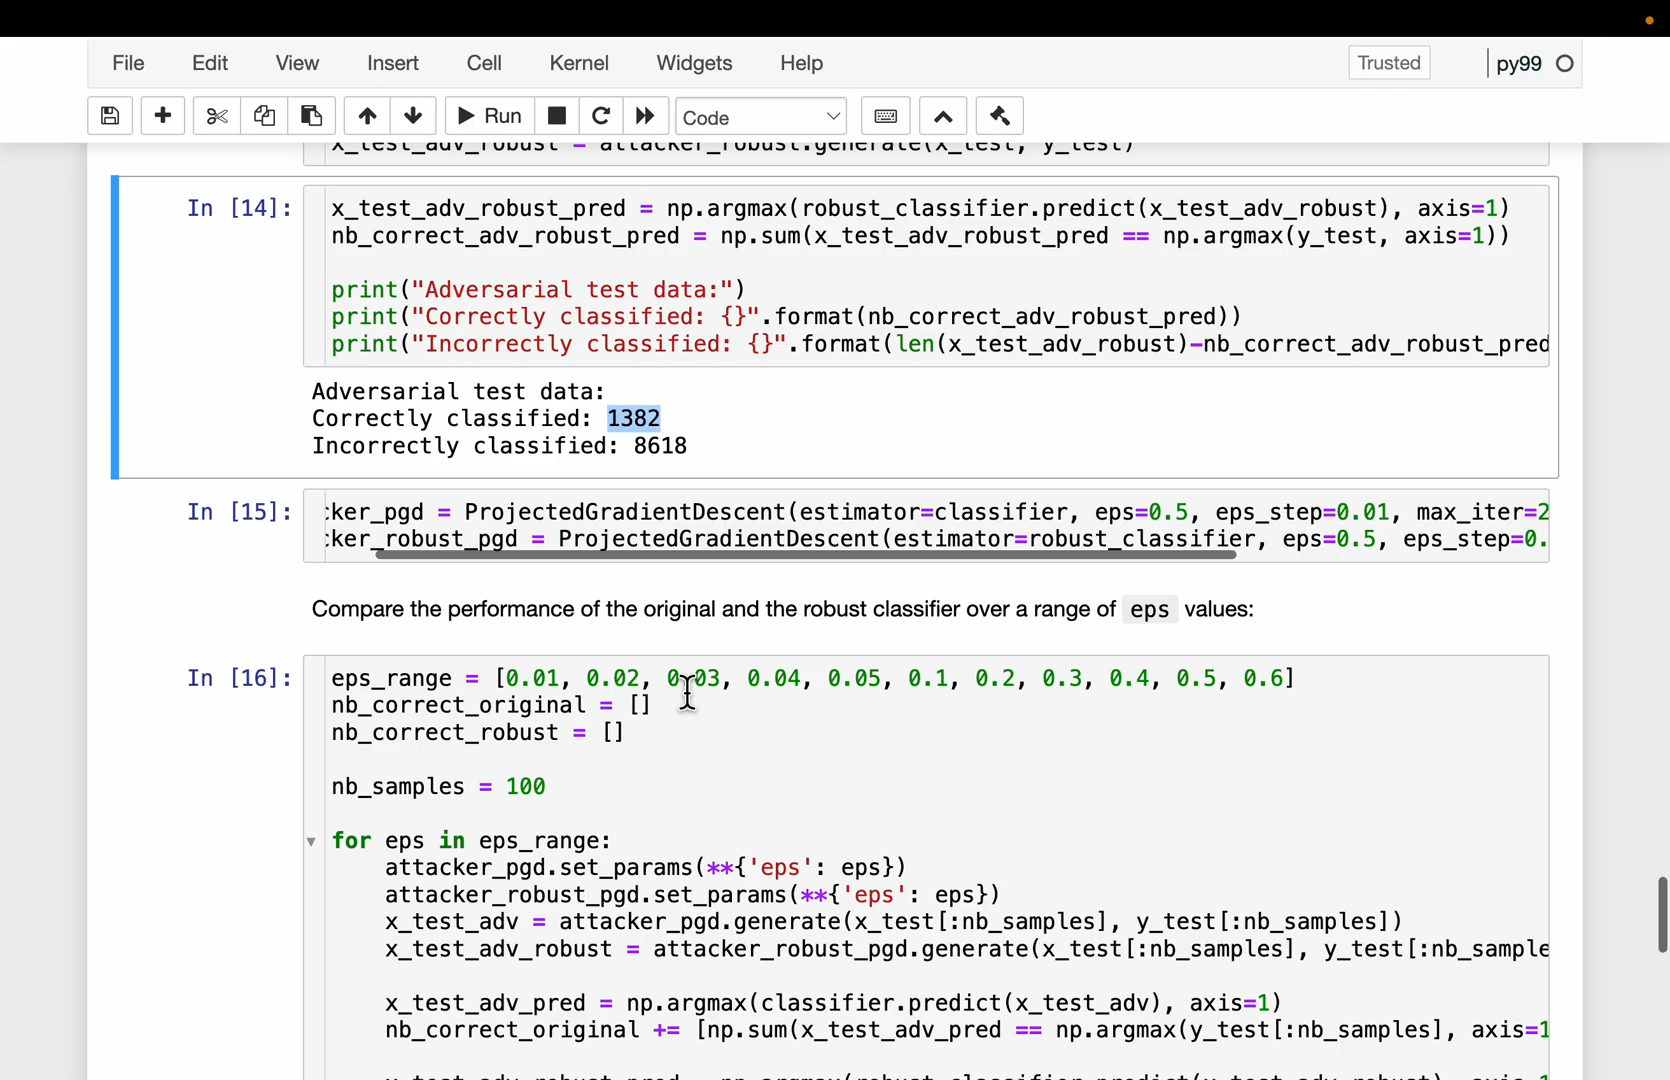 File Edit View Insert Cell Kernel Widgets Help Trusted py99
Run Code
x_test_adv_robust = attacker_robust.generate(x_test, y_test)
In [14]:
x_test_adv_robust_pred = np.argmax(robust_classifier.predict(x_test_adv_robust), axis=1)
nb_correct_adv_robust_pred = np.sum(x_test_adv_robust_pred == np.argmax(y_test, axis=1))
print("Adversarial test data:")
print("Correctly classified: {}".format(nb_correct_adv_robust_pred))
print("Incorrectly classified: {}".format(len(x_test_adv_robust)-nb_correct_adv_robust_pred
Adversarial test data:
Correctly classified: 1382
Incorrectly classified: 8618
In [15]:
cker_pgd = ProjectedGradientDescent(estimator=classifier, eps=0.5, eps_step=0.01, max_iter=2
cker_robust_pgd = ProjectedGradientDescent(estimator=robust_classifier, eps=0.5, eps_step=0.
Compare the performance of the original and the robust classifier over a range of eps values:
In [16]:
eps_range = [0.01, 0.02, 0.03, 0.04, 0.05, 0.1, 0.2, 0.3, 0.4, 0.5, 0.6]
nb_correct_original = []
nb_correct_robust = []
nb_samples = 100
for eps in eps_range:
attacker_pgd.set_params(**{'eps': eps})
attacker_robust_pgd.set_params(**{'eps': eps})
x_test_adv = attacker_pgd.generate(x_test[:nb_samples], y_test[:nb_samples])
x_test_adv_robust = attacker_robust_pgd.generate(x_test[:nb_samples], y_test[:nb_sample
x_test_adv_pred = np.argmax(classifier.predict(x_test_adv), axis=1)
nb_correct_original += [np.sum(x_test_adv_pred == np.argmax(y_test[:nb_samples], axis=1